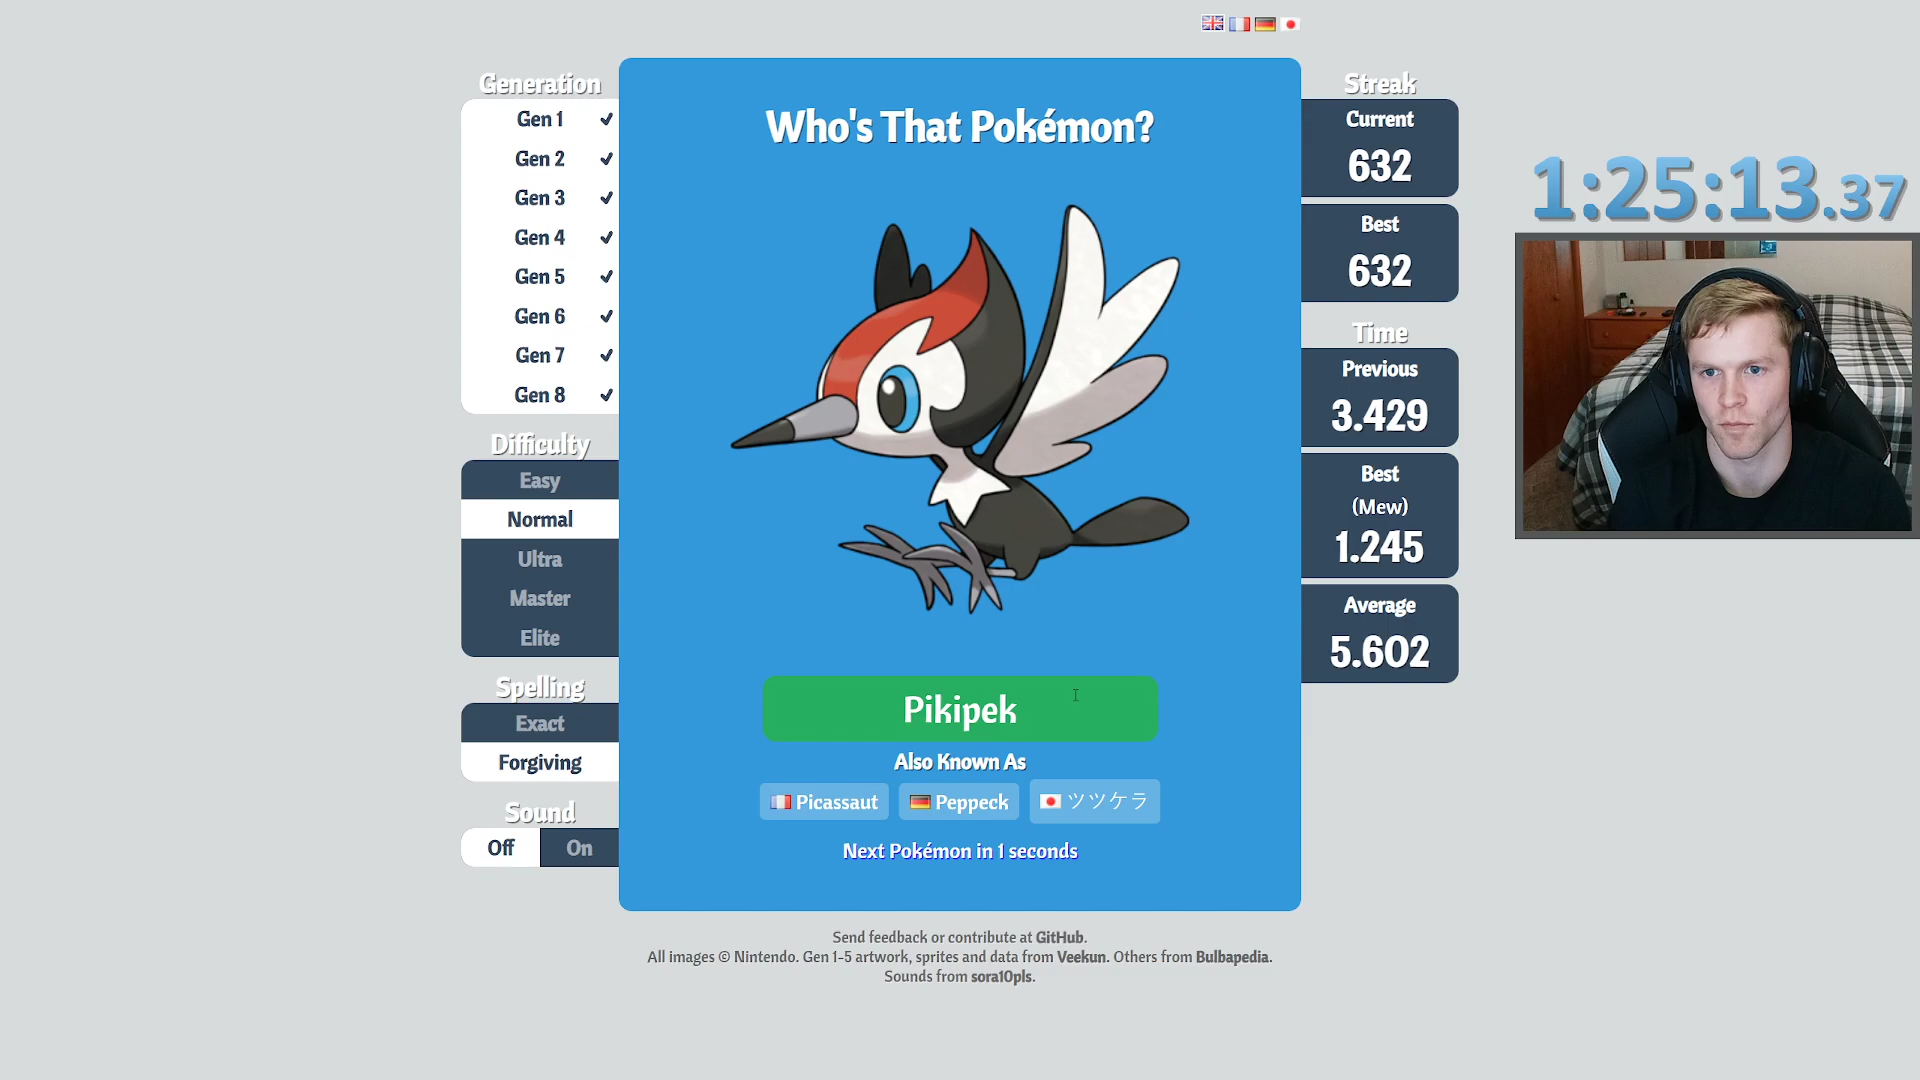 Generation
Gen 1
Gen 2
Gen 3
Gen 4
Gen 5
Gen 6
Gen 7
Gen 8
Difficulty
Easy
Normal
Ultra
Master
Elite
Spelling
Exact
Forgiving
Sound
Off On
Who's That Pokémon?
Pikipek
Also Known As
Picassaut Peppeck ツツケラ
Next Pokémon in 1 seconds
Send feedback or contribute at GitHub.
All images © Nintendo. Gen 1-5 artwork, sprites and data from Veekun. Others from Bulbapedia.
Sounds from sora10pls.
Streak
Current
632
Best
632
Time
Previous
3.429
Best
(Mew)
1.245
Average
5.602
1:25:13.37